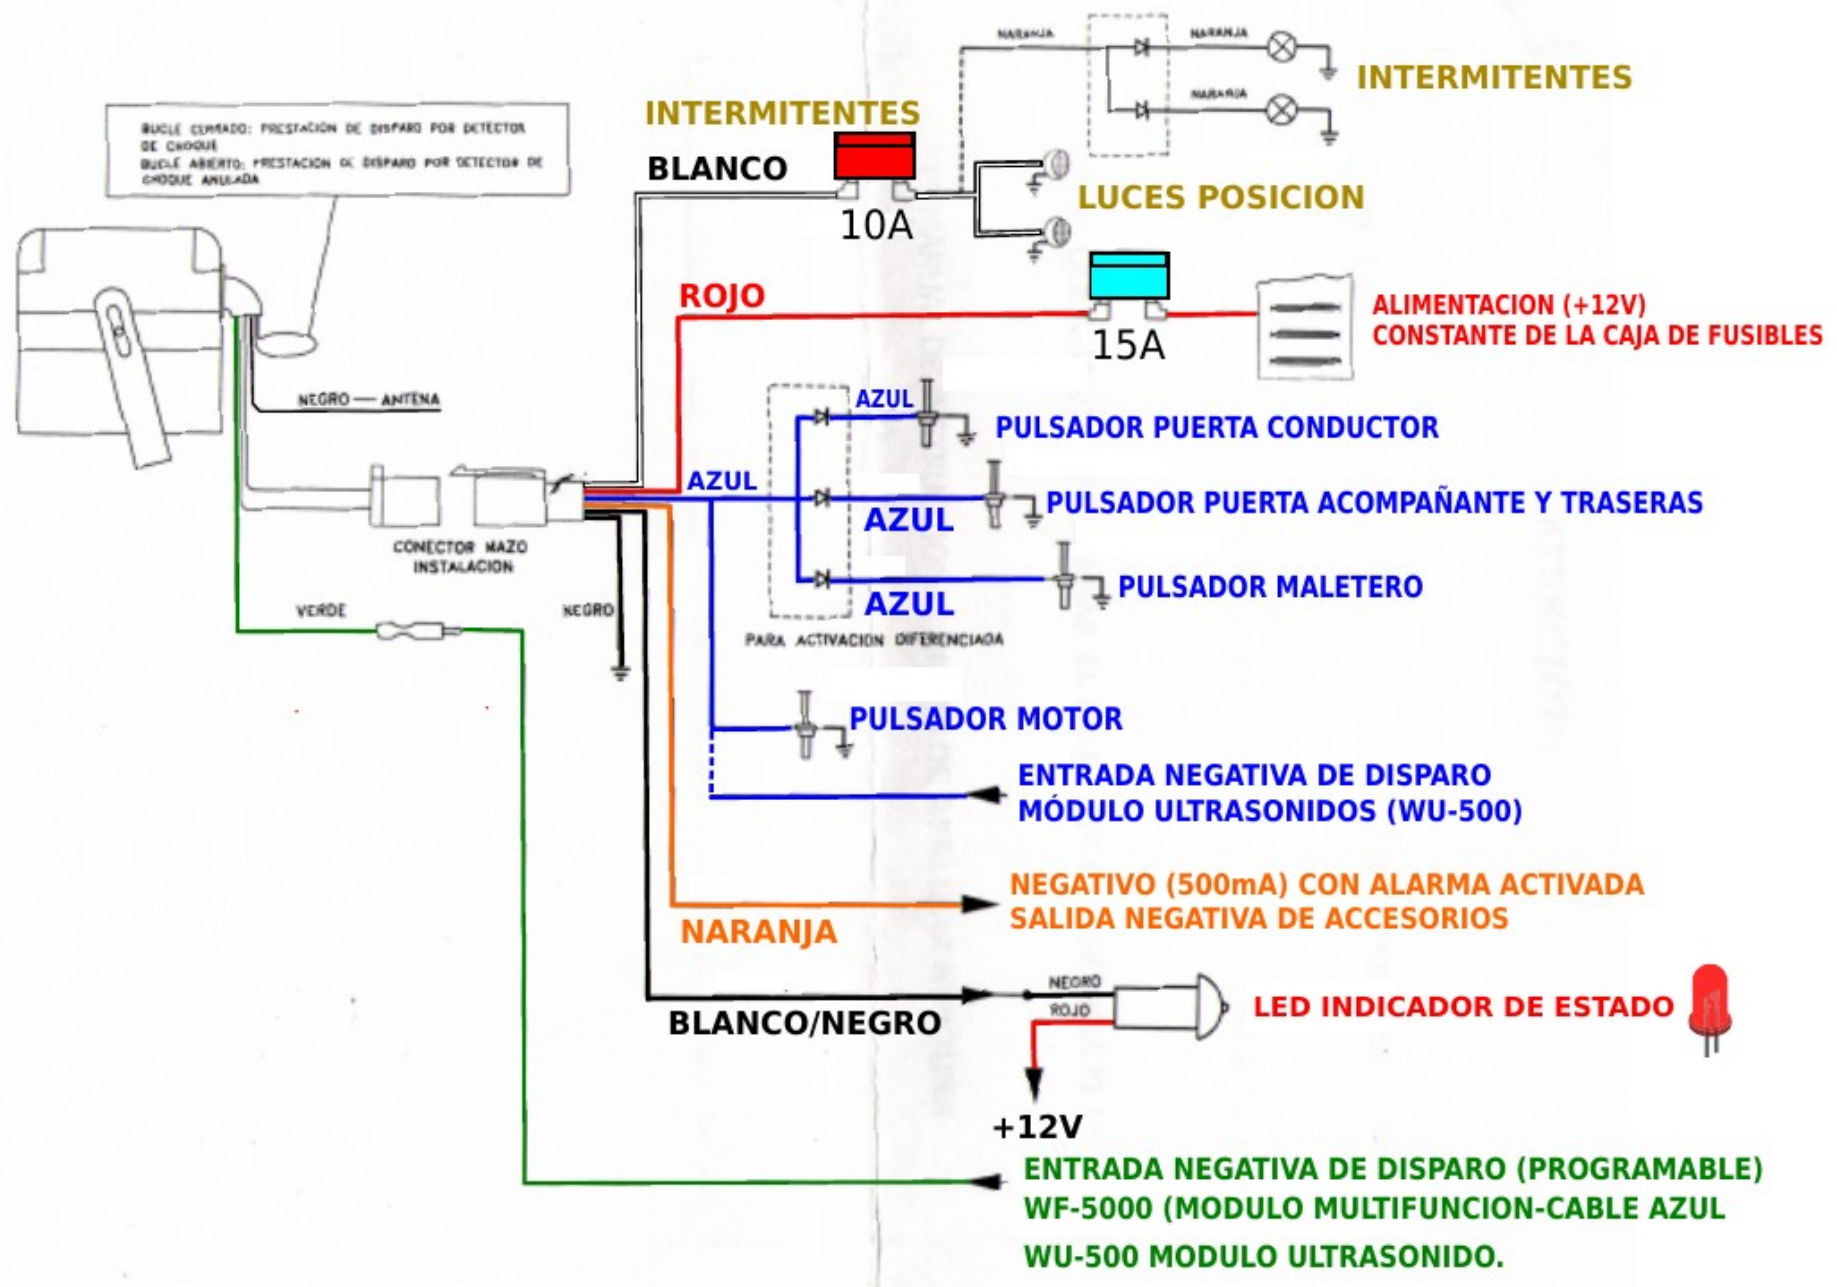 NARANJA
NARANJA
INTERMITENTES
NARANJA
INTERMITENTES
BUCLE CERRADO: PRESTACIÓN DE DISPARO POR DETECTOR
DE CHOQUE
BUCLE ABIERTO: PRESTACION DE DISPARO POR DETECTOR DE
CHOQUE ANULADA
BLANCO
LUCES POSICION
10A
ROJO
ALIMENTACION (+12V)
CONSTANTE DE LA CAJA DE FUSIBLES
15A
NEGRO — ANTENA
AZUL
PULSADOR PUERTA CONDUCTOR
AZUL
PULSADOR PUERTA ACOMPAÑANTE Y TRASERAS
AZUL
CONECTOR MAZO
INSTALACION
PULSADOR MALETERO
AZUL
VERDE
NEGRO
PARA ACTIVACION DIFERENCIADA
PULSADOR MOTOR
ENTRADA NEGATIVA DE DISPARO
MÓDULO ULTRASONIDOS (WU-500)
NEGATIVO (500mA) CON ALARMA ACTIVADA
SALIDA NEGATIVA DE ACCESORIOS
NARANJA
NEGRO
ROJO
LED INDICADOR DE ESTADO
BLANCO/NEGRO
+12V
ENTRADA NEGATIVA DE DISPARO (PROGRAMABLE)
WF-5000 (MODULO MULTIFUNCION-CABLE AZUL
WU-500 MODULO ULTRASONIDO.